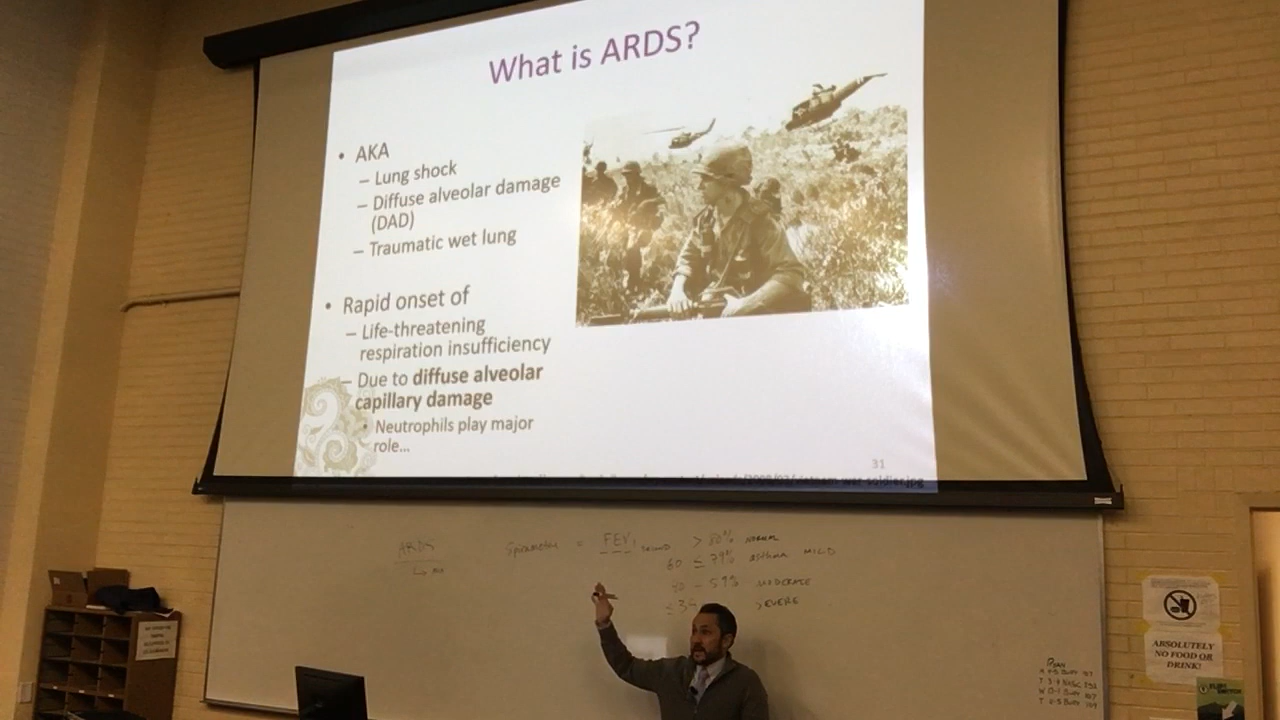 What is ARDS?
• AKA
– Lung shock
– Diffuse alveolar damage
(DAD)
– Traumatic wet lung
• Rapid onset of
– Life-threatening
respiration insufficiency
– Due to diffuse alveolar
capillary damage
• Neutrophils play major
role...
31
ARDS
= FEV1 > 80% NORMAL
60 ≤ 79% asthma MILD
40 - 59% MODERATE
SEVERE
ABSOLUTELY
NO FOOD OR
DRINK!